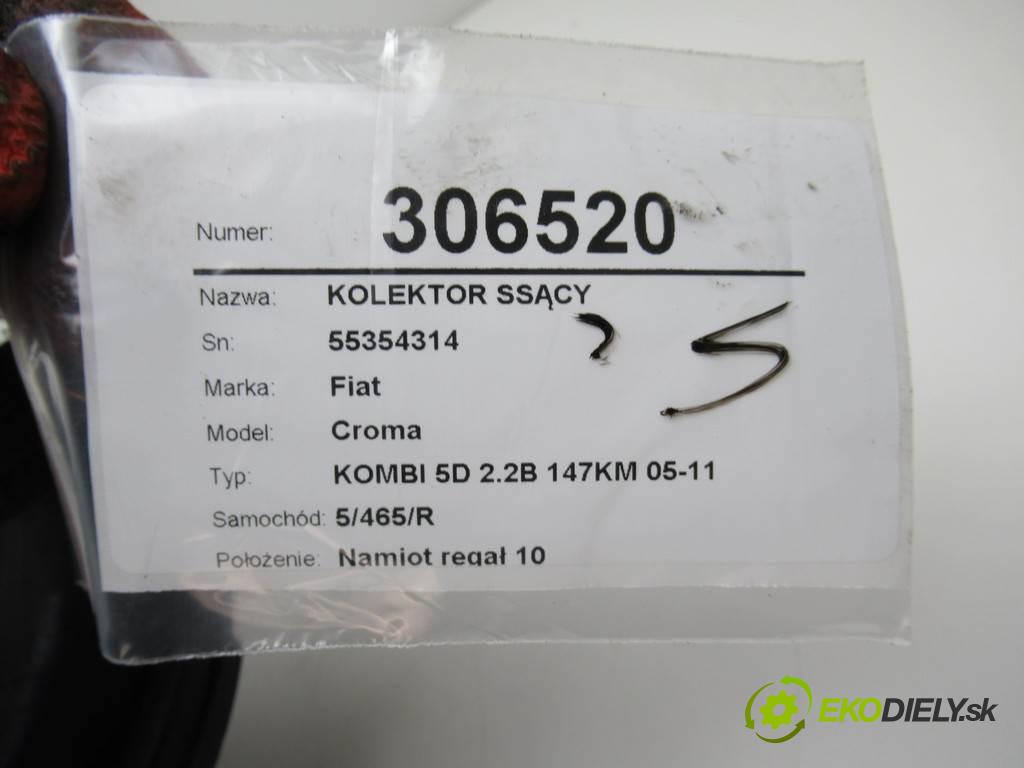 Numer: 306520
Nazwa: KOLEKTOR SSĄCY
Sn: 55354314
Marka: Fiat
Model: Croma
Typ: KOMBI 5D 2.2B 147KM 05-11
Samochód: 5/465/R
Położenie: Namiot regał 10
EKODIELY.sk